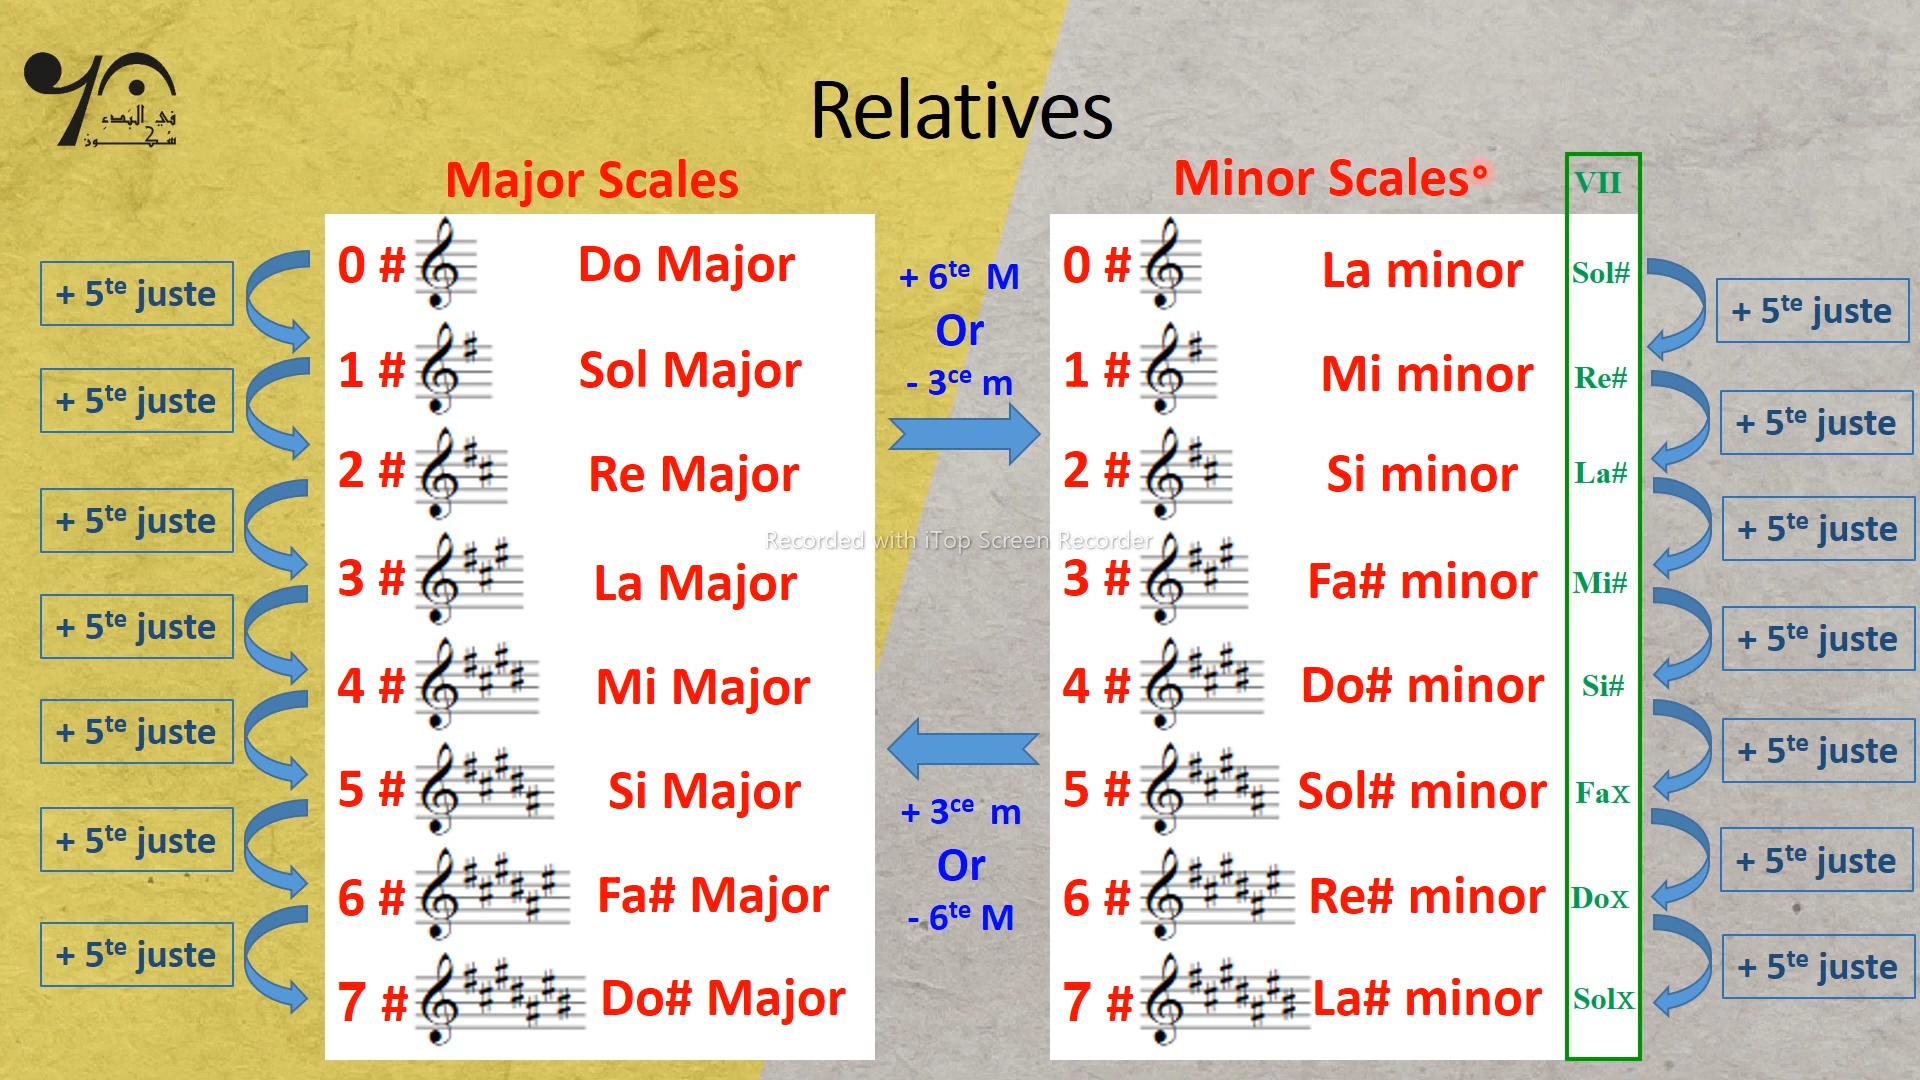 في البَدءِ
سُكـــون
Relatives
Major Scales
Minor Scales
VII
0 # Do Major
1 # Sol Major
2 # Re Major
3 # La Major
4 # Mi Major
5 # Si Major
6 # Fa# Major
7 # Do# Major
+ 5te juste
+ 5te juste
+ 5te juste
+ 5te juste
+ 5te juste
+ 5te juste
+ 5te juste
+ 6te M
Or
- 3ce m
+ 3ce m
Or
- 6te M
0 # La minor Sol#
1 # Mi minor Re#
2 # Si minor La#
3 # Fa# minor Mi#
4 # Do# minor Si#
5 # Sol# minor Fax
6 # Re# minor Dox
7 # La# minor Solx
+ 5te juste
+ 5te juste
+ 5te juste
+ 5te juste
+ 5te juste
+ 5te juste
+ 5te juste
Recorded with iTop Screen Recorder